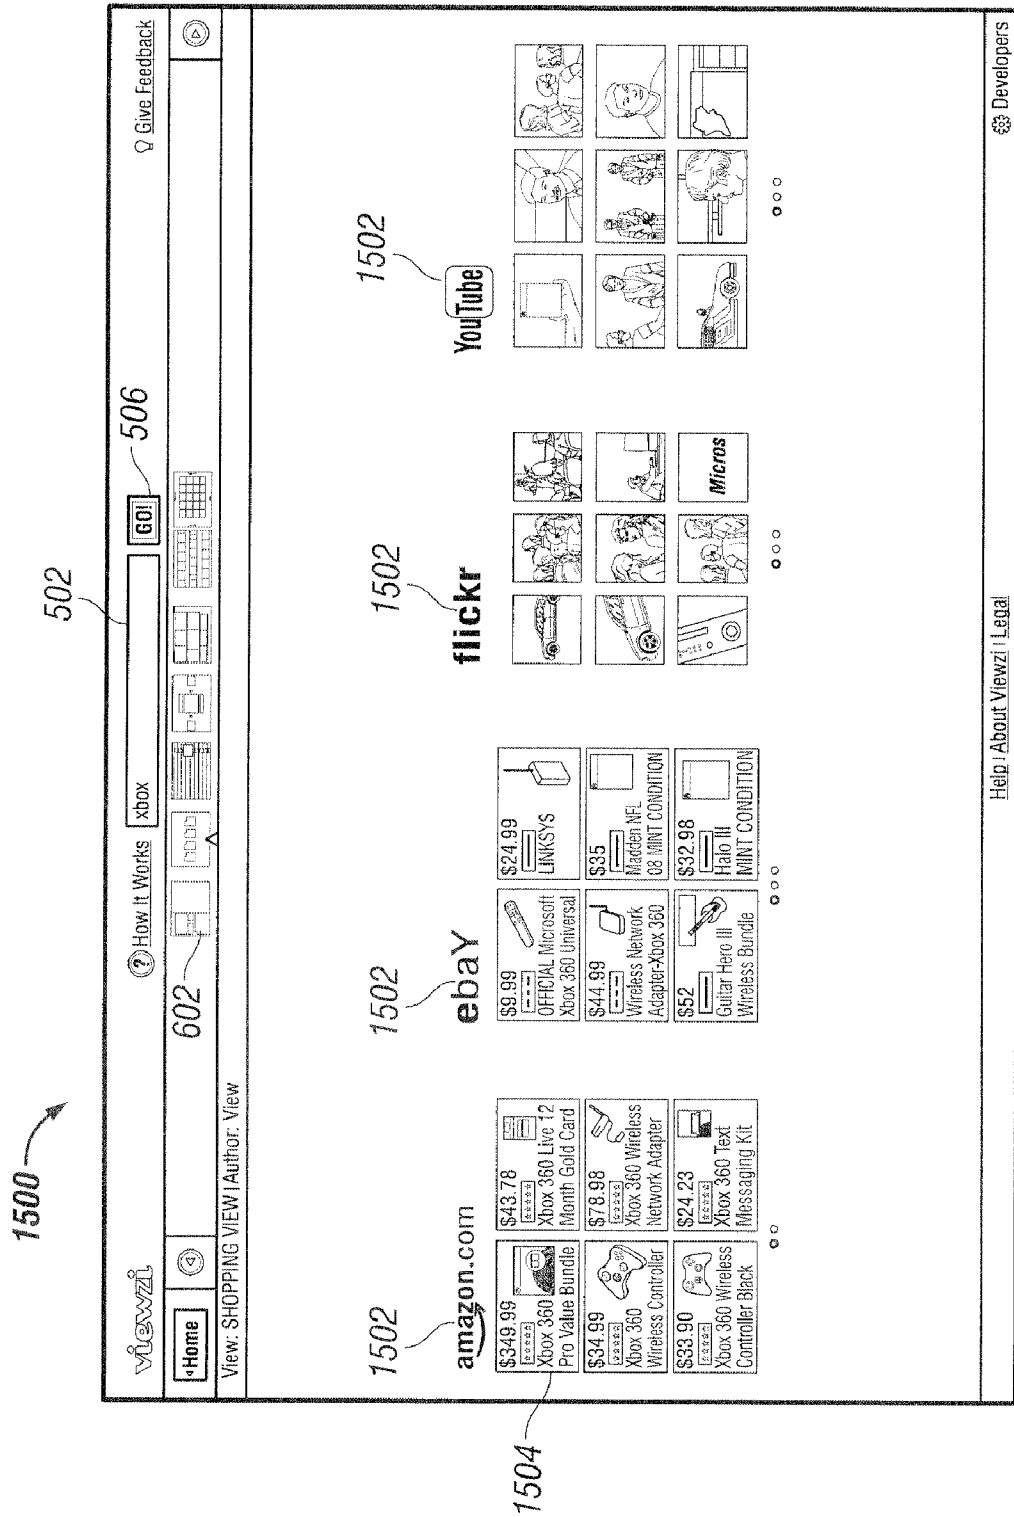 1500
502
506
viewzi
? How It Works
xbox
GO!
Give Feedback
Home
602
View: SHOPPING VIEW | Author: View
1502
1502
1502
1502
amazon.com
ebaY
flickr
YouTube
1504
$349.99
Xbox 360
Pro Value Bundle
$43.78
Xbox 360 Live 12
Month Gold Card
$34.99
Xbox 360
Wireless Controller
$78.98
Xbox 360 Wireless
Network Adapter
$33.90
Xbox 360 Wireless
Controller Black
$24.23
Xbox 360 Text
Messaging Kit
$9.99
OFFICIAL Microsoft
Xbox 360 Universal
$24.99
LINKSYS
$44.99
Wireless Network
Adapter-Xbox 360
$35
Madden NFL
08 MINT CONDITION
$52
Guitar Hero III
Wireless Bundle
$32.98
Halo III
MINT CONDITION
Micros
Help | About Viewzi | Legal
Developers